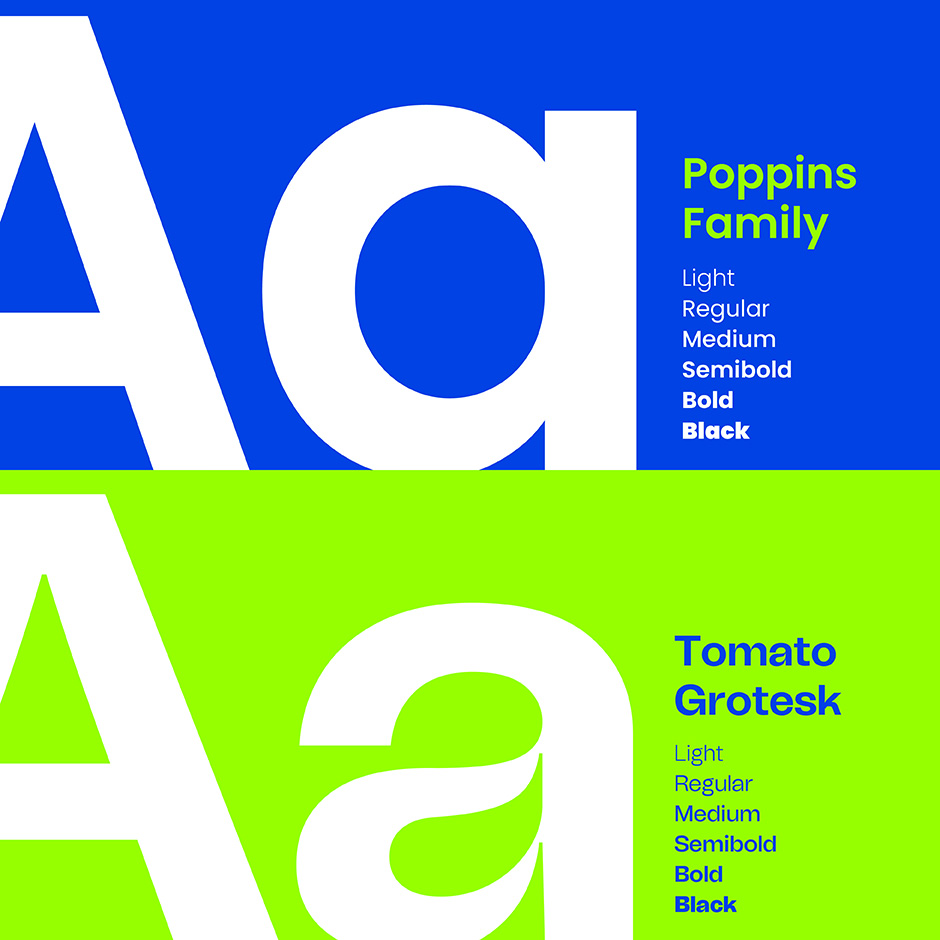 Aa
Poppins
Family
Light
Regular
Medium
Semibold
Bold
Black
Aa
Tomato
Grotesk
Light
Regular
Medium
Semibold
Bold
Black